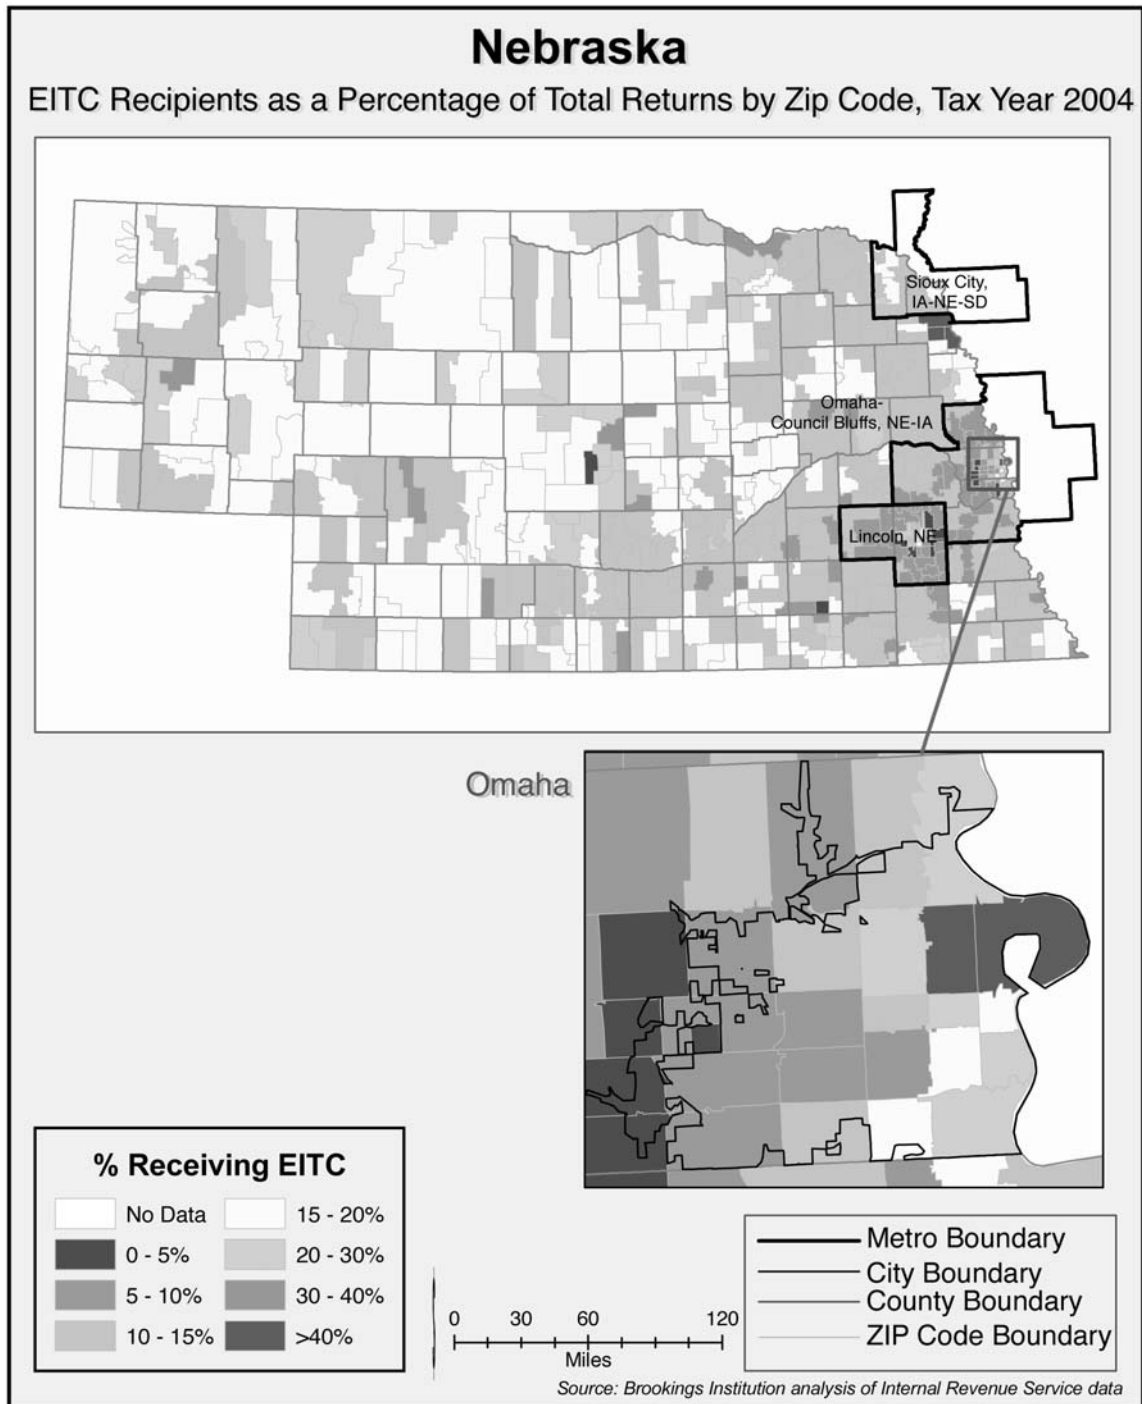 Nebraska
EITC Recipients as a Percentage of Total Returns by Zip Code, Tax Year 2004
Sioux City,
IA-NE-SD
Omaha-
Council Bluffs, NE-IA
Lincoln, NE
Omaha
% Receiving EITC
No Data
0 - 5%
5 - 10%
10 - 15%
15 - 20%
20 - 30%
30 - 40%
>40%
0 30 60 120
Miles
Metro Boundary
City Boundary
County Boundary
ZIP Code Boundary
Source: Brookings Institution analysis of Internal Revenue Service data